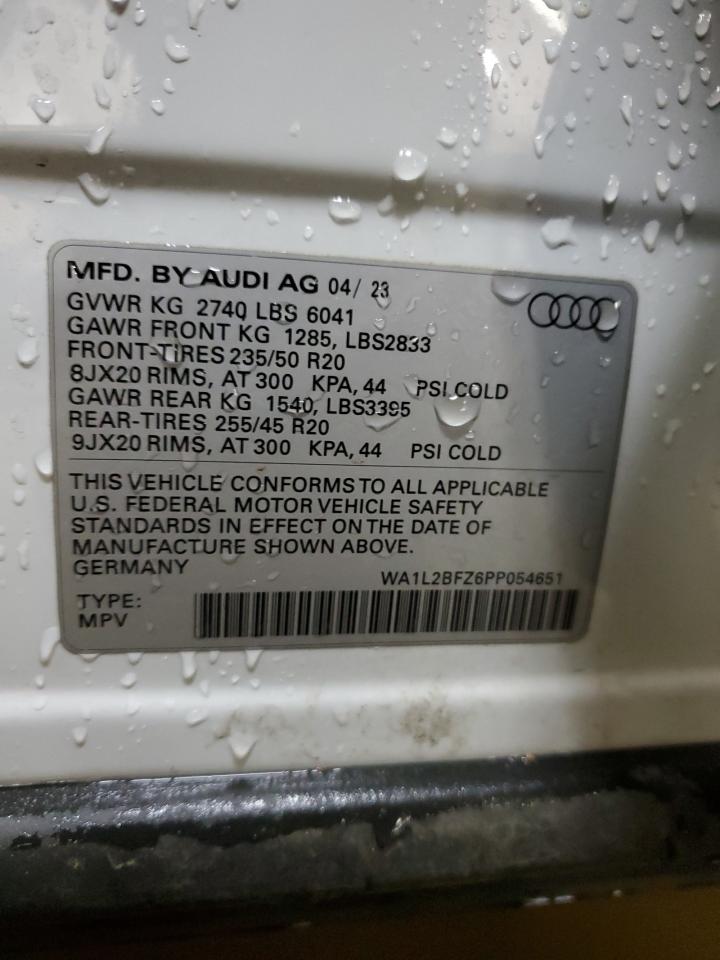 MFD. BY AUDI AG 04/ 23
GVWR KG 2740 LBS 6041
GAWR FRONT KG 1285, LBS2833
FRONT-TIRES 235/50 R20
8JX20 RIMS, AT 300 KPA, 44 PSI COLD
GAWR REAR KG 1540, LBS3395
REAR-TIRES 255/45 R20
9JX20 RIMS, AT 300 KPA, 44 PSI COLD
THIS VEHICLE CONFORMS TO ALL APPLICABLE
U.S. FEDERAL MOTOR VEHICLE SAFETY
STANDARDS IN EFFECT ON THE DATE OF
MANUFACTURE SHOWN ABOVE.
GERMANY
WA1L2BFZ6PP054651
TYPE:
MPV